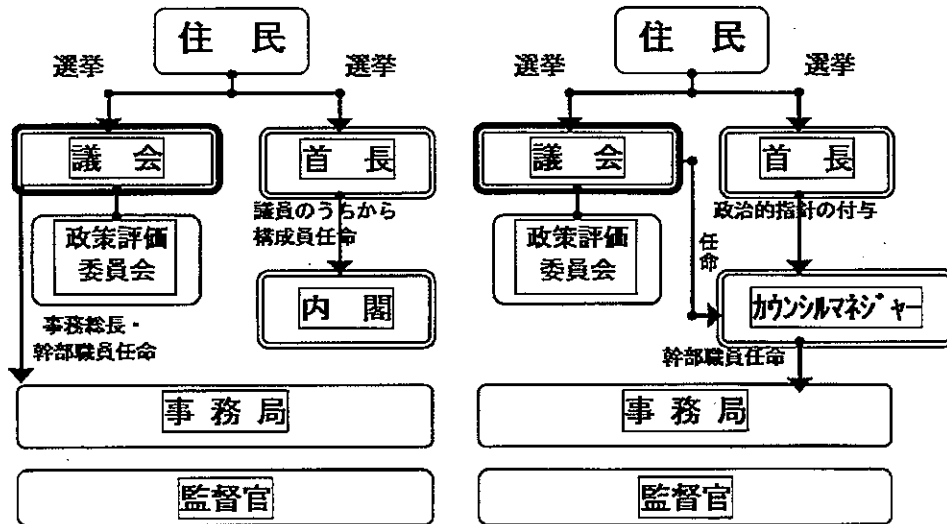 住 民
選挙
選挙
議 会
首 長
議員のうちから
構成員任命
政策評価
委員会
内 閣
事務総長・
幹部職員任命
事 務 局
監督官
住 民
選挙
選挙
議 会
首 長
政治的指針の付与
政策評価
委員会
任命
カウンシルマネジャー
幹部職員任命
事 務 局
監督官